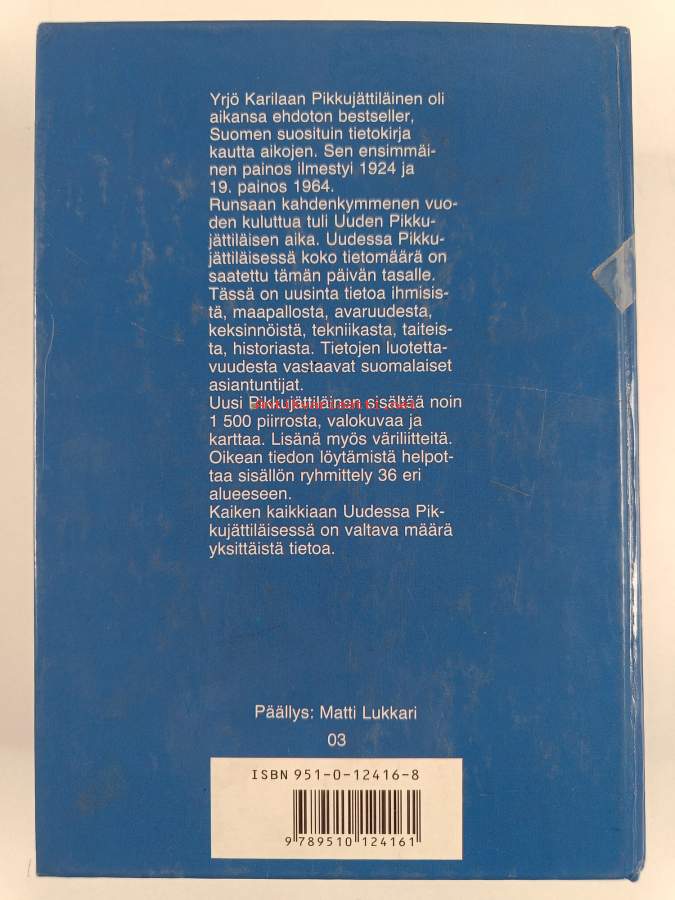 Yrjö Karilaan Pikkujättiläinen oli
aikansa ehdoton bestseller,
Suomen suosituin tietokirja
kautta aikojen. Sen ensimmäi-
nen painos ilmestyi 1924 ja
19. painos 1964.
Runsaan kahdenkymmenen vuo-
den kuluttua tuli Uuden Pikku-
jättiläisen aika. Uudessa Pikku-
jättiläisessä koko tietomäärä on
saatettu tämän päivän tasalle.
Tässä on uusinta tietoa ihmisis-
tä, maapallosta, avaruudesta,
keksinnöistä, tekniikasta, taiteis-
ta, historiasta. Tietojen luotetta-
vuudesta vastaavat suomalaiset
asiantuntijat.
Uusi Pikkujättiläinen sisältää noin
1 500 piirrosta, valokuvaa ja
karttaa. Lisänä myös väriliitteitä.
Oikean tiedon löytämistä helpot-
taa sisällön ryhmittely 36 eri
alueeseen.
Kaiken kaikkiaan Uudessa Pik-
kujättiläisessä on valtava määrä
yksittäistä tietoa.
Päällys: Matti Lukkari
03
ISBN 951-0-12416-8
9 789510 124161